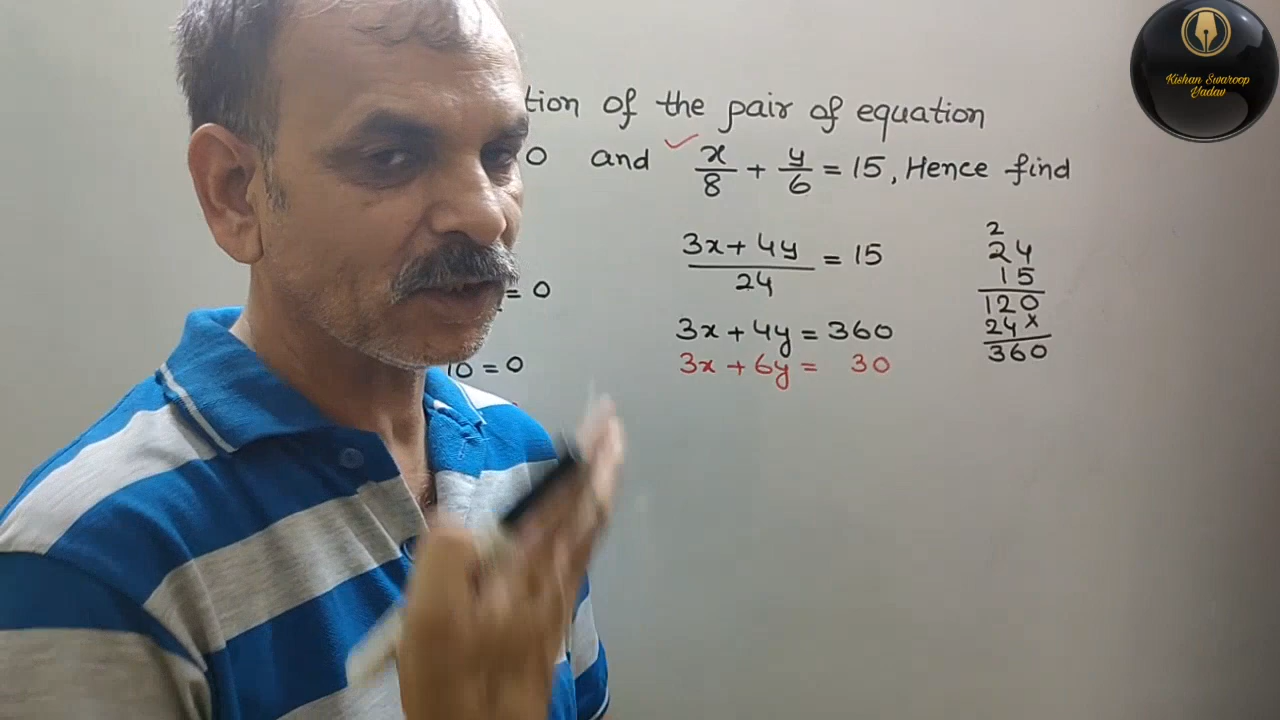 tion of the pair of equation
0 and x/8 + y/6 = 15, Hence find
(3x + 4y)/24 = 15
= 0
3x + 4y = 360
3x + 6y = 30
10 = 0
2
24
15
120
24x
360
Kishan Swaroop
Yadav